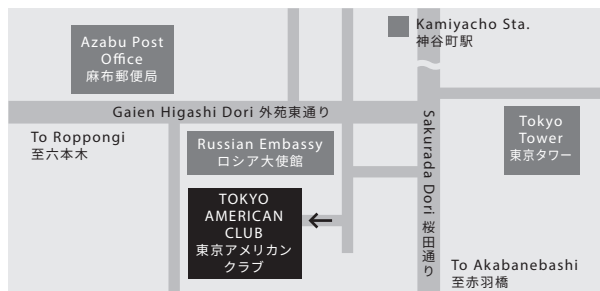 Kamiyacho Sta.
神谷町駅
Azabu Post
Office
麻布郵便局
Gaien Higashi Dori 外苑東通り
To Roppongi
至六本木
Russian Embassy
ロシア大使館
Sakurada Dori 桜田通り
Tokyo
Tower
東京タワー
TOKYO
AMERICAN
CLUB
東京アメリカン
クラブ
To Akabanebashi
至赤羽橋